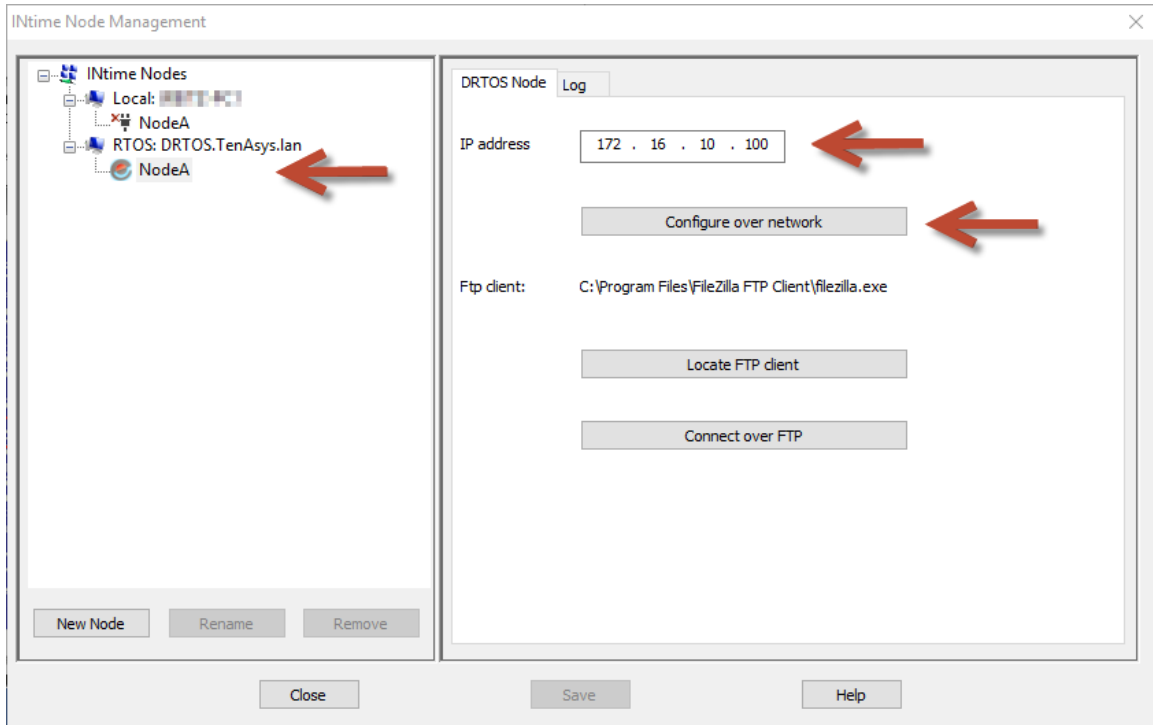 INtime Node Management
INtime Nodes
Local:
NodeA
RTOS: DRTOS.TenAsys.lan
NodeA
New Node
Rename
Remove
DRTOS Node
Log
IP address
172 . 16 . 10 . 100
Configure over network
Ftp client:
C:\Program Files\FileZilla FTP Client\filezilla.exe
Locate FTP client
Connect over FTP
Close
Save
Help